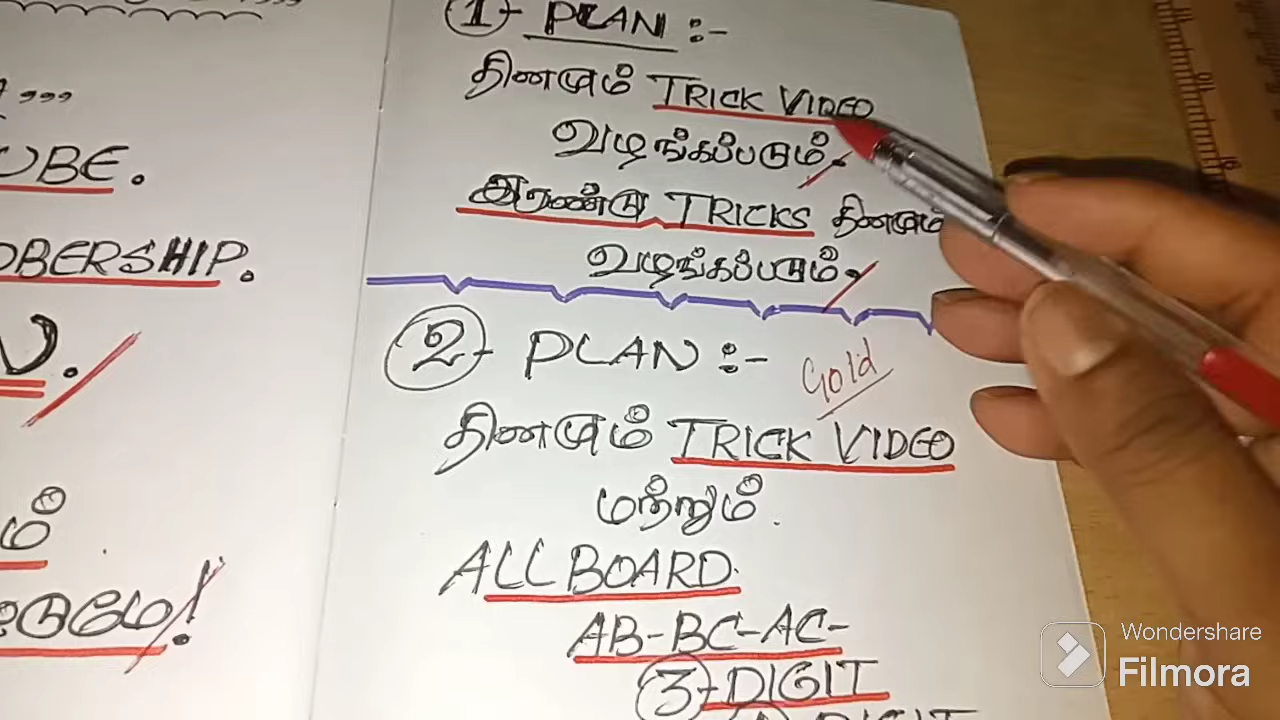 UBE.
BERSHIP.
ம்
டுமே!
1- PLAN :-
தினமும் TRICK VIDEO
வழங்கப்படும்.
இரண்டு TRICKS தினமும்
வழங்கப்படும்.
2- PLAN :-
Gold
தினமும் TRICK VIDEO
மற்றும்.
ALL BOARD.
AB-BC-AC-
3-DIGIT
DIGIT
Wondershare
Filmora